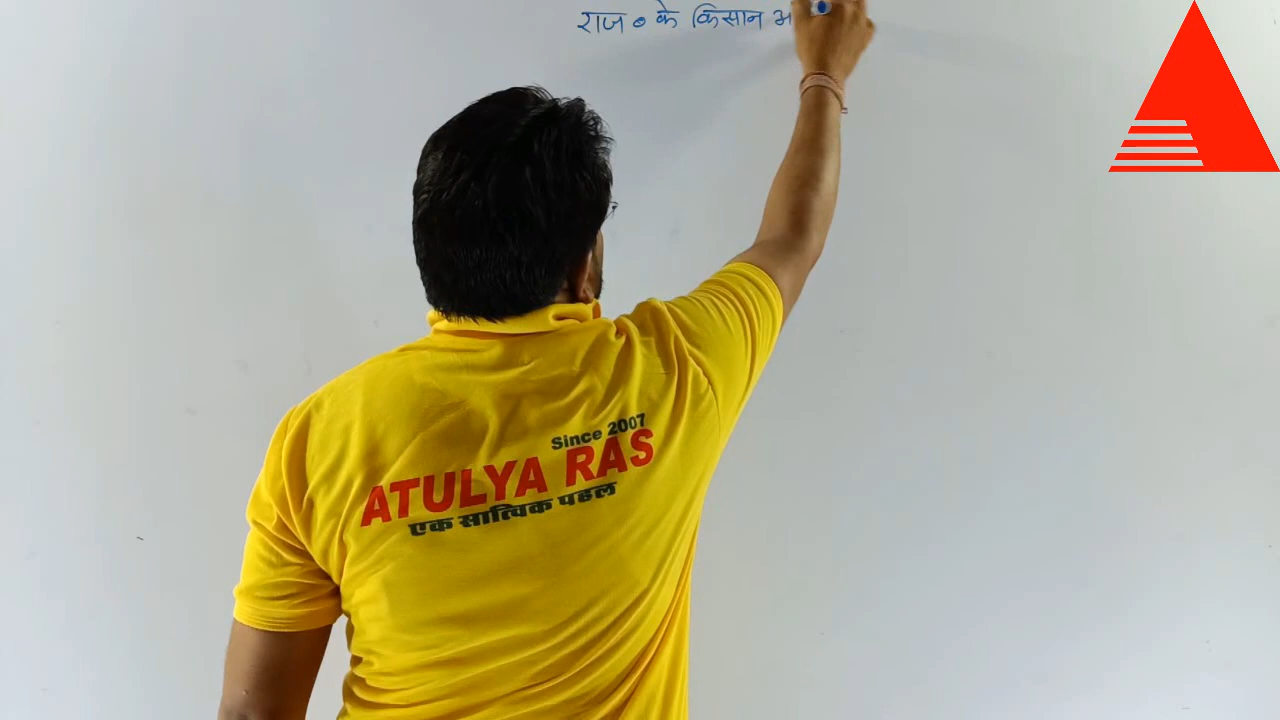 राज० के किसान
Since 2007
ATULYA RAS
एक सात्विक पहल